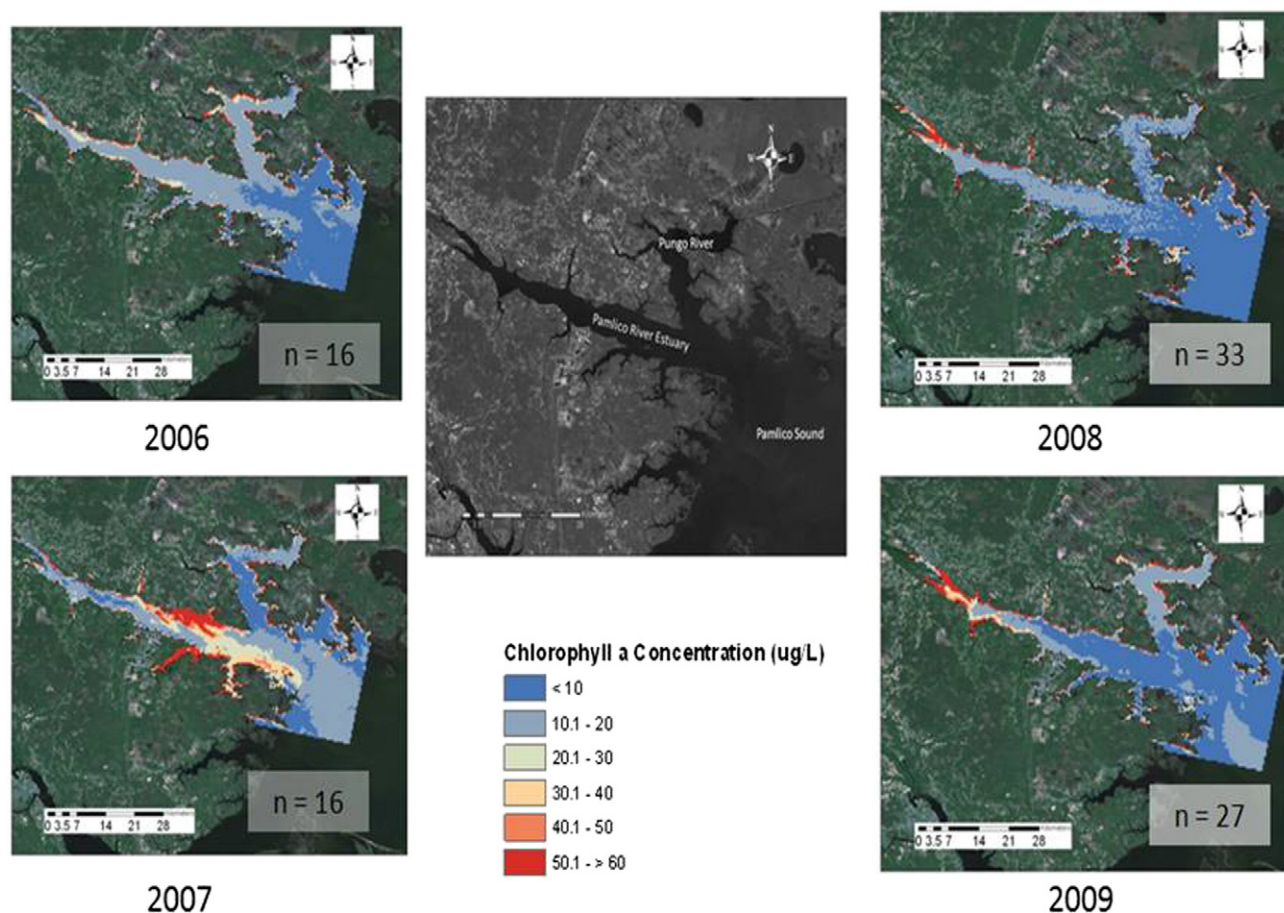 n = 16
0 3.5 7 14 21 28
2006
N
W E
S
Pungo River
Pamlico River Estuary
Pamlico Sound
n = 33
0 3.5 7 14 21 28
2008
n = 16
0 3.5 7 14 21 28
2007
Chlorophyll a Concentration (ug/L)
< 10
10.1 - 20
20.1 - 30
30.1 - 40
40.1 - 50
50.1 - > 60
n = 27
0 3.5 7 14 21 28
2009